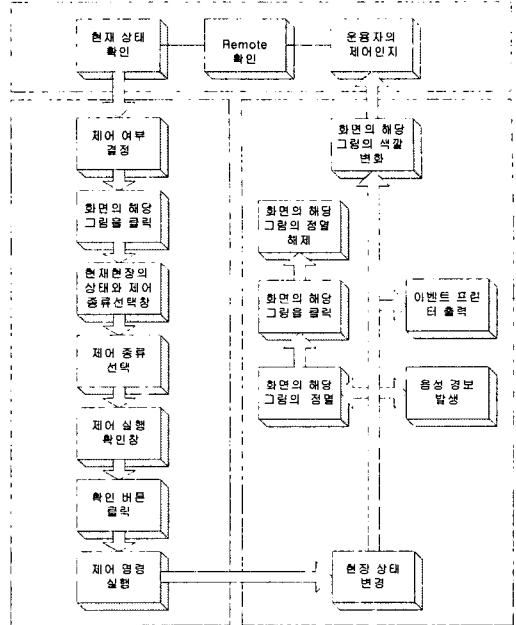 현재 상태
확인
Remote
확인
운용자의
제어인지
제어 여부
결정
화면의 해당
그림을 클릭
현재현장의
상태와 제어
종류선택창
제어 종류
선택
제어 실행
확인창
확인 버튼
클릭
제어 명령
실행
화면의 해당
그림의 색깔
변화
화면의 해당
그림의 점멸
해제
화면의 해당
그림을 클릭
화면의 해당
그림의 점멸
이벤트 프린
터 출력
음성 경보
발생
현장 상태
변경